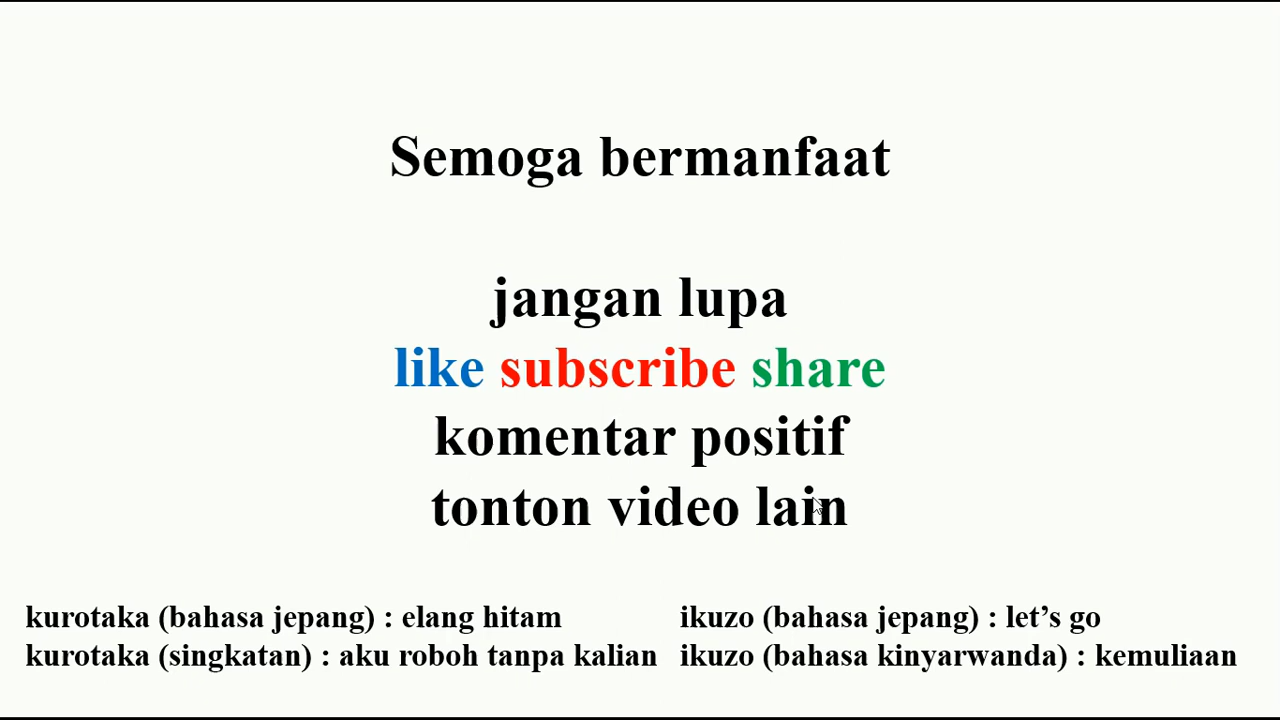 Semoga bermanfaat
jangan lupa
like subscribe share
komentar positif
tonton video lain
kurotaka (bahasa jepang) : elang hitam
kurotaka (singkatan) : aku roboh tanpa kalian
ikuzo (bahasa jepang) : let’s go
ikuzo (bahasa kinyarwanda) : kemuliaan